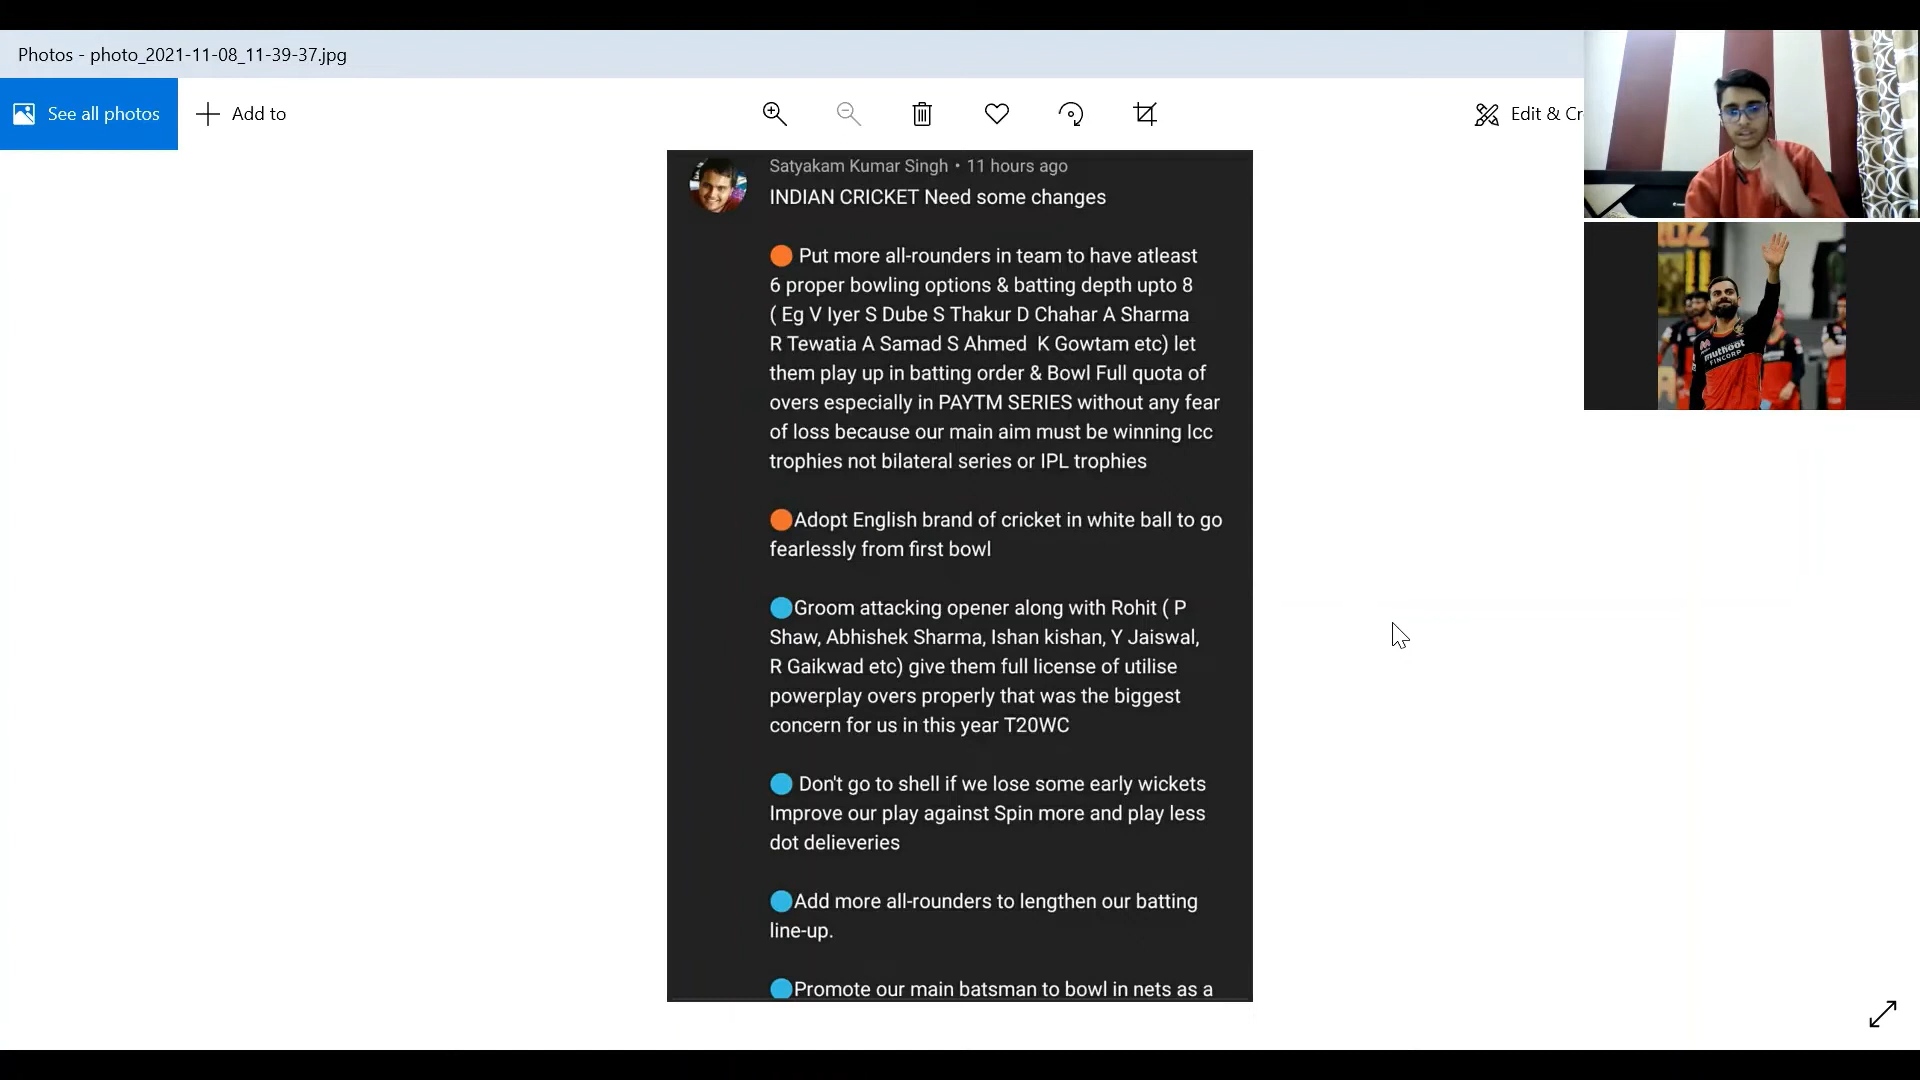 Photos - photo_2021-11-08_11-39-37.jpg
See all photos
Add to
Edit & Cr
Satyakam Kumar Singh • 11 hours ago
INDIAN CRICKET Need some changes
🟠 Put more all-rounders in team to have atleast
6 proper bowling options & batting depth upto 8
( Eg V Iyer S Dube S Thakur D Chahar A Sharma
R Tewatia A Samad S Ahmed K Gowtam etc) let
them play up in batting order & Bowl Full quota of
overs especially in PAYTM SERIES without any fear
of loss because our main aim must be winning Icc
trophies not bilateral series or IPL trophies
🟠Adopt English brand of cricket in white ball to go
fearlessly from first bowl
🔵Groom attacking opener along with Rohit ( P
Shaw, Abhishek Sharma, Ishan kishan, Y Jaiswal,
R Gaikwad etc) give them full license of utilise
powerplay overs properly that was the biggest
concern for us in this year T20WC
🔵 Don't go to shell if we lose some early wickets
Improve our play against Spin more and play less
dot delieveries
🔵Add more all-rounders to lengthen our batting
line-up.
🔵Promote our main batsman to bowl in nets as a
muthoot
FINCORP